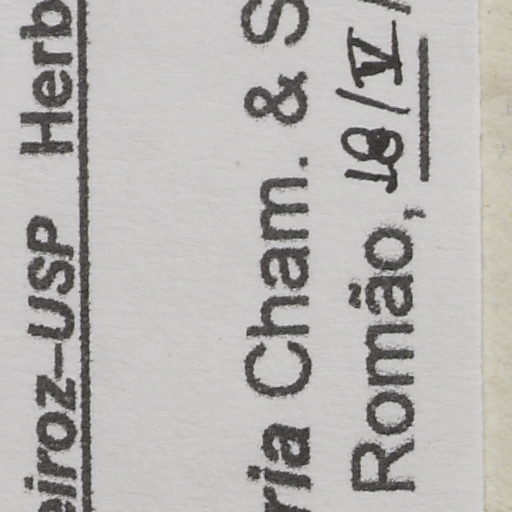 eiroz-USP Herb
ria Cham. & S
Romão, 18/V/